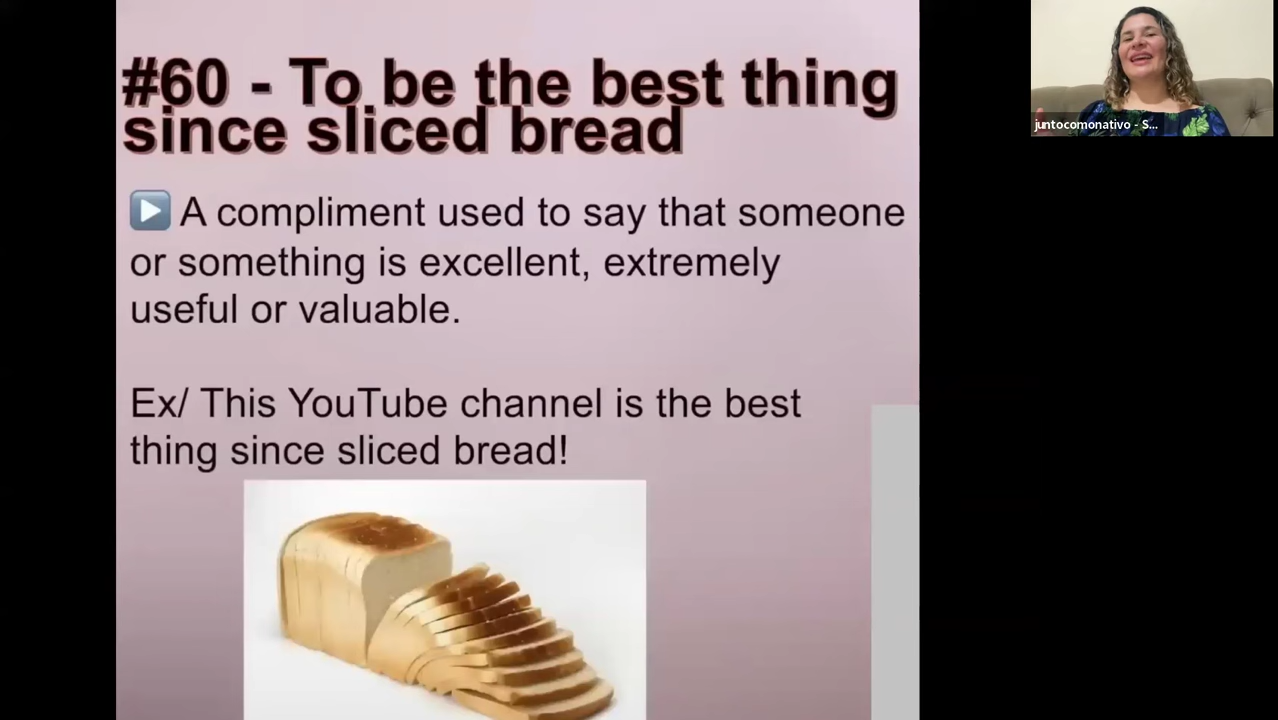 #60 - To be the best thing
since sliced bread
A compliment used to say that someone
or something is excellent, extremely
useful or valuable.
Ex/ This YouTube channel is the best
thing since sliced bread!
juntocomonativo - S...